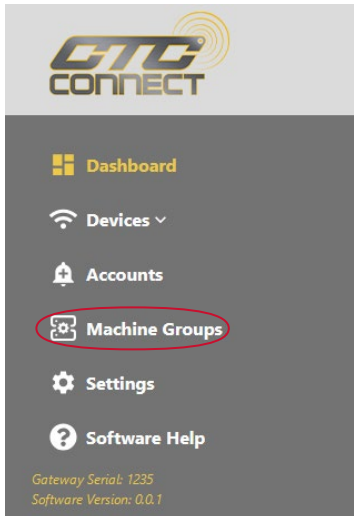 CTC
CONNECT
Dashboard
Devices
Accounts
Machine Groups
Settings
Software Help
Gateway Serial: 1235
Software Version: 0.0.1